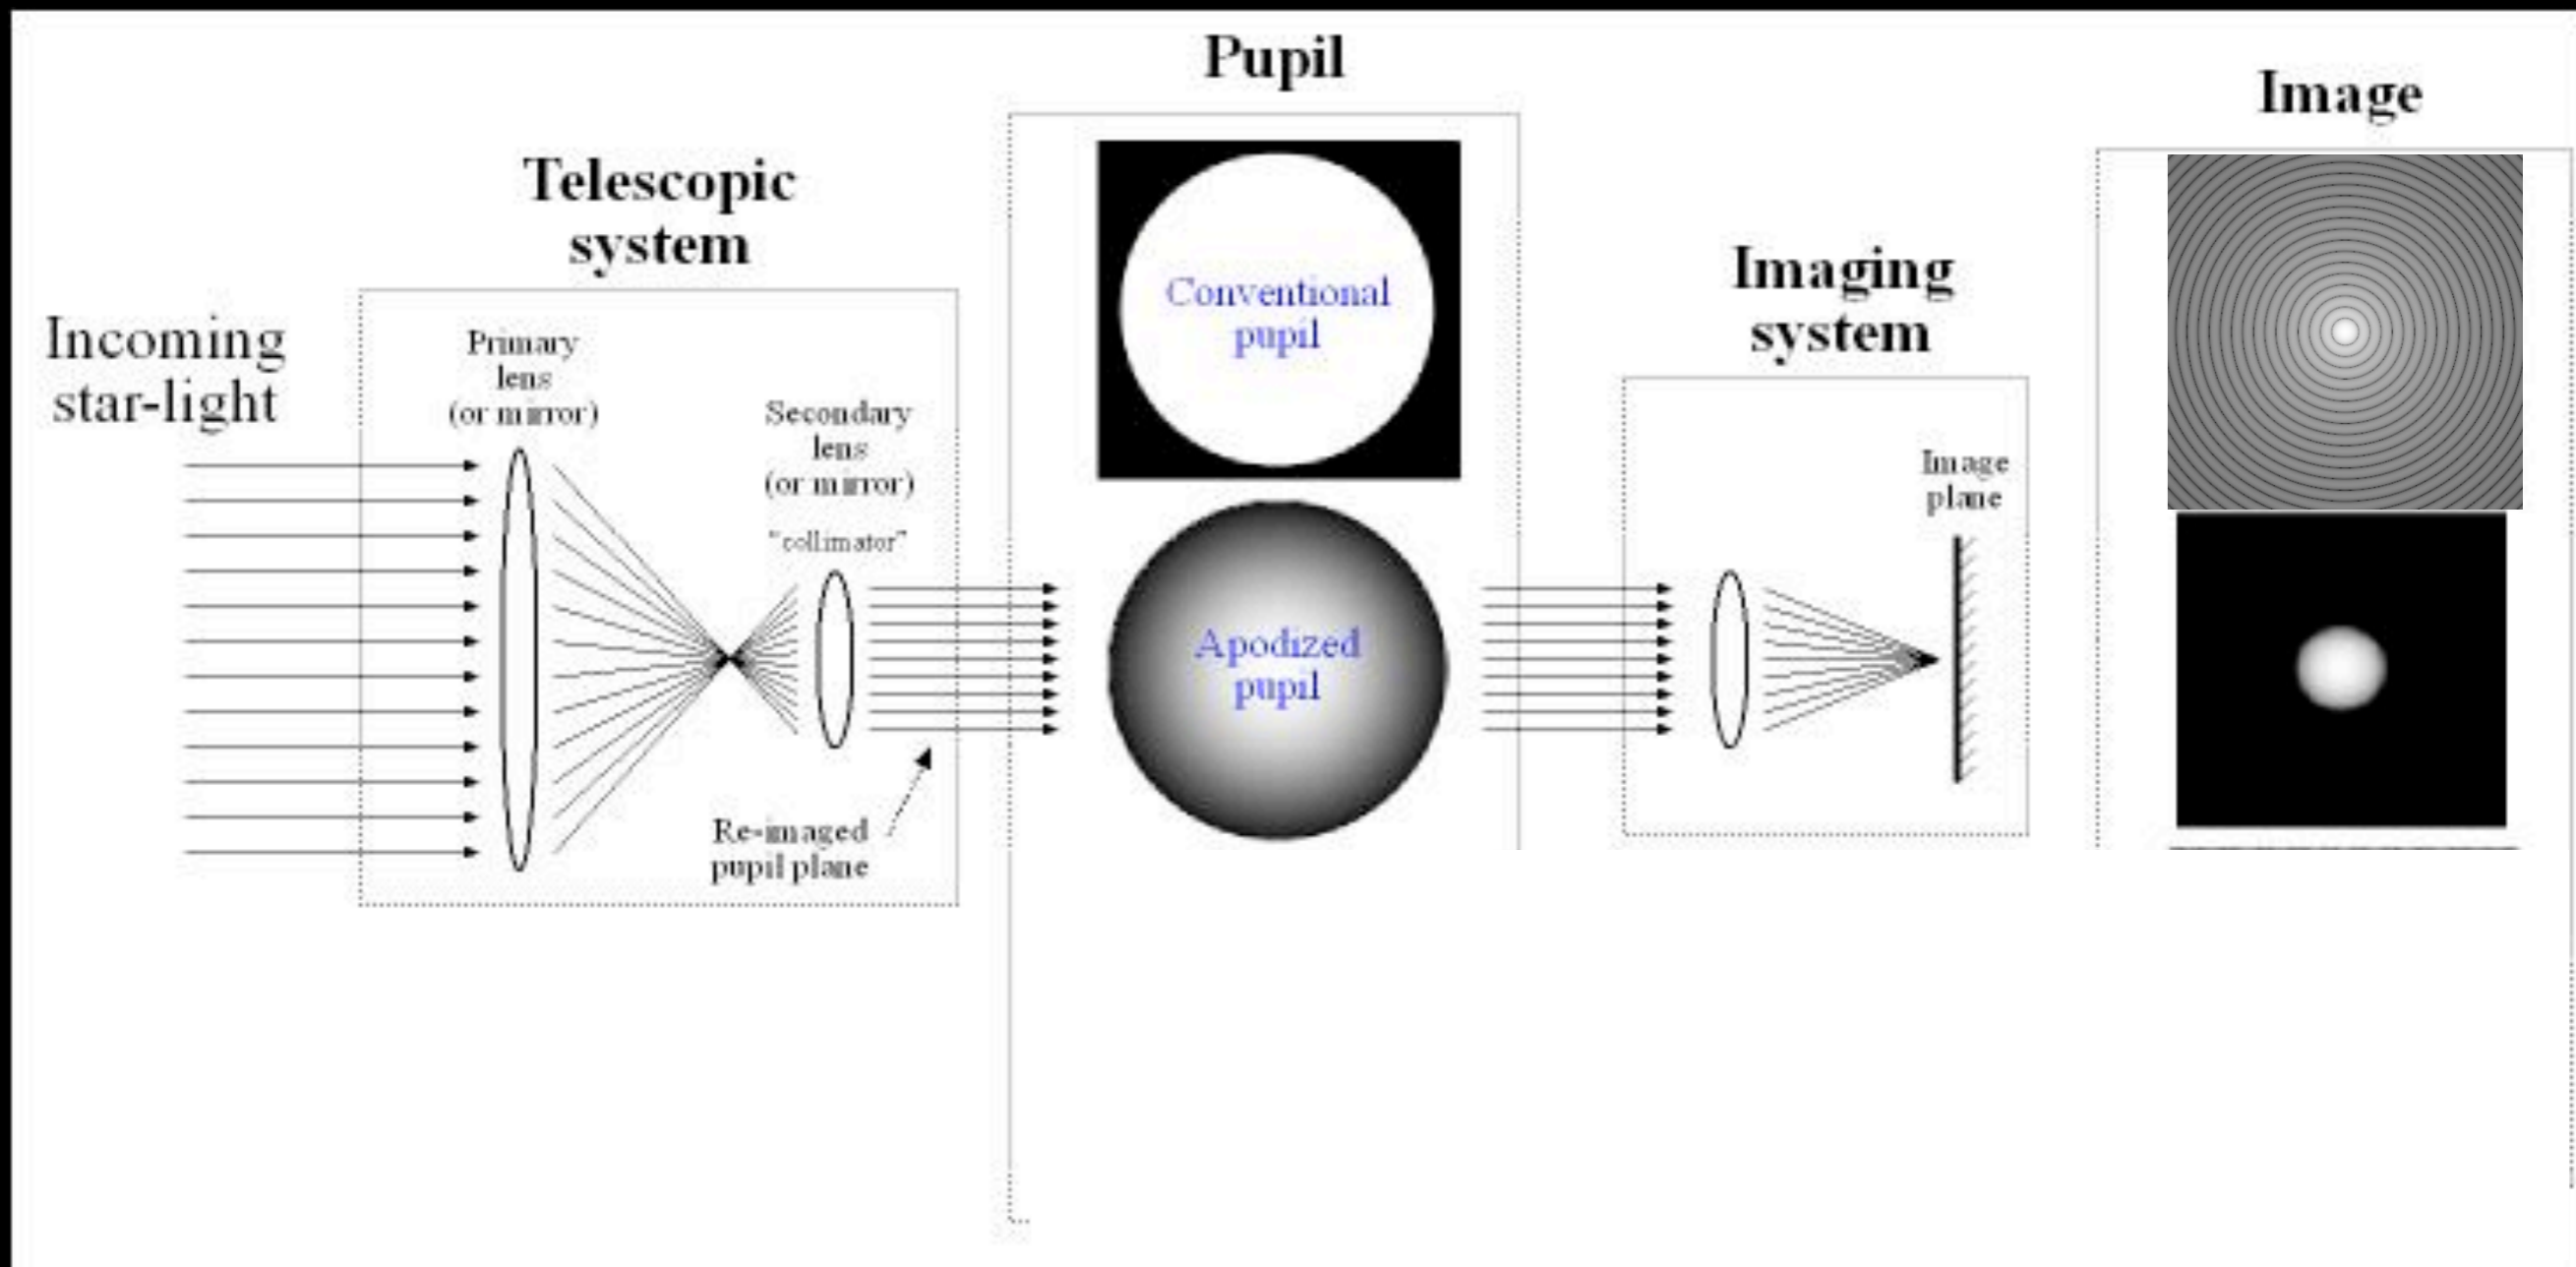 Pupil
Image
Telescopic
system
Conventional
pupil
Imaging
system
Incoming
star-light
Primary
lens
(or mirror)
Secondary
lens
(or mirror)
"collimator"
Image
plane
Apodized
pupil
Re-imaged
pupil plane